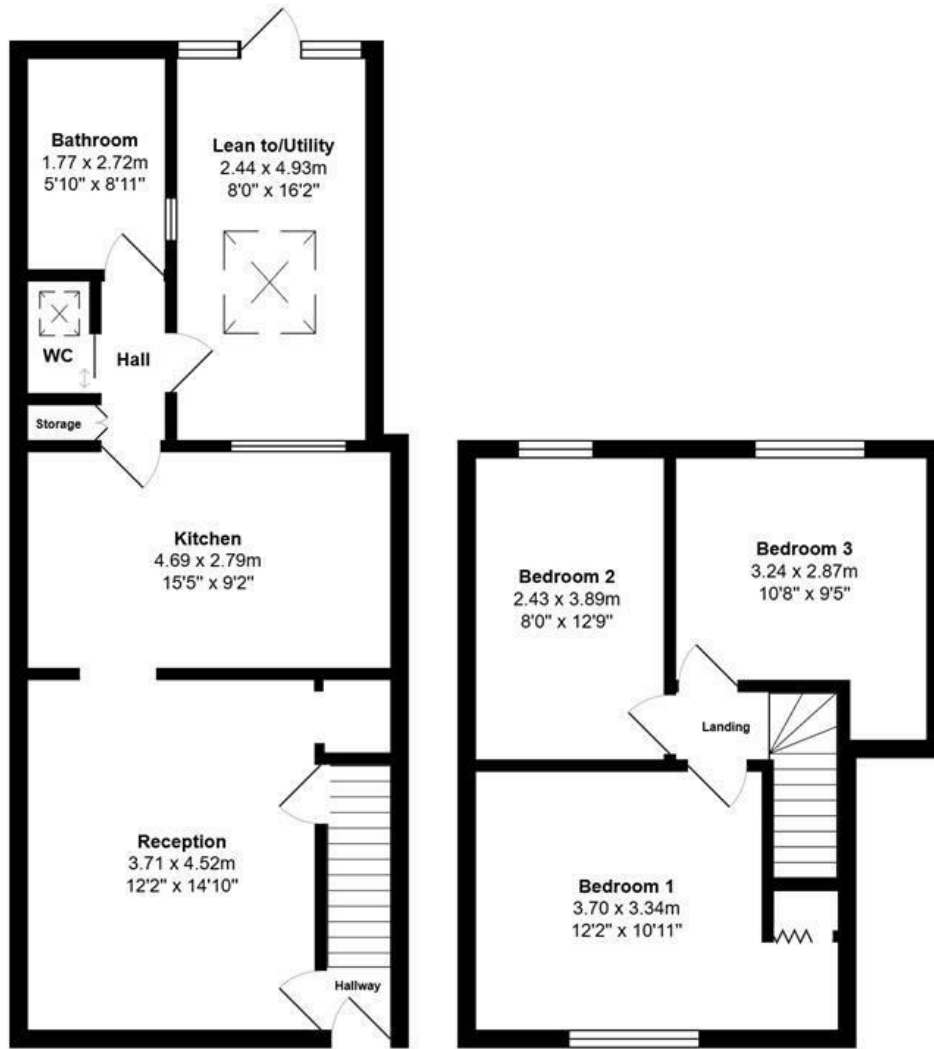 Bathroom
1.77 x 2.72m
5'10" x 8'11"
Lean to/Utility
2.44 x 4.93m
8'0" x 16'2"
WC
Hall
Storage
Kitchen
4.69 x 2.79m
15'5" x 9'2"
Reception
3.71 x 4.52m
12'2" x 14'10"
Hallway
Bedroom 2
2.43 x 3.89m
8'0" x 12'9"
Bedroom 3
3.24 x 2.87m
10'8" x 9'5"
Landing
Bedroom 1
3.70 x 3.34m
12'2" x 10'11"